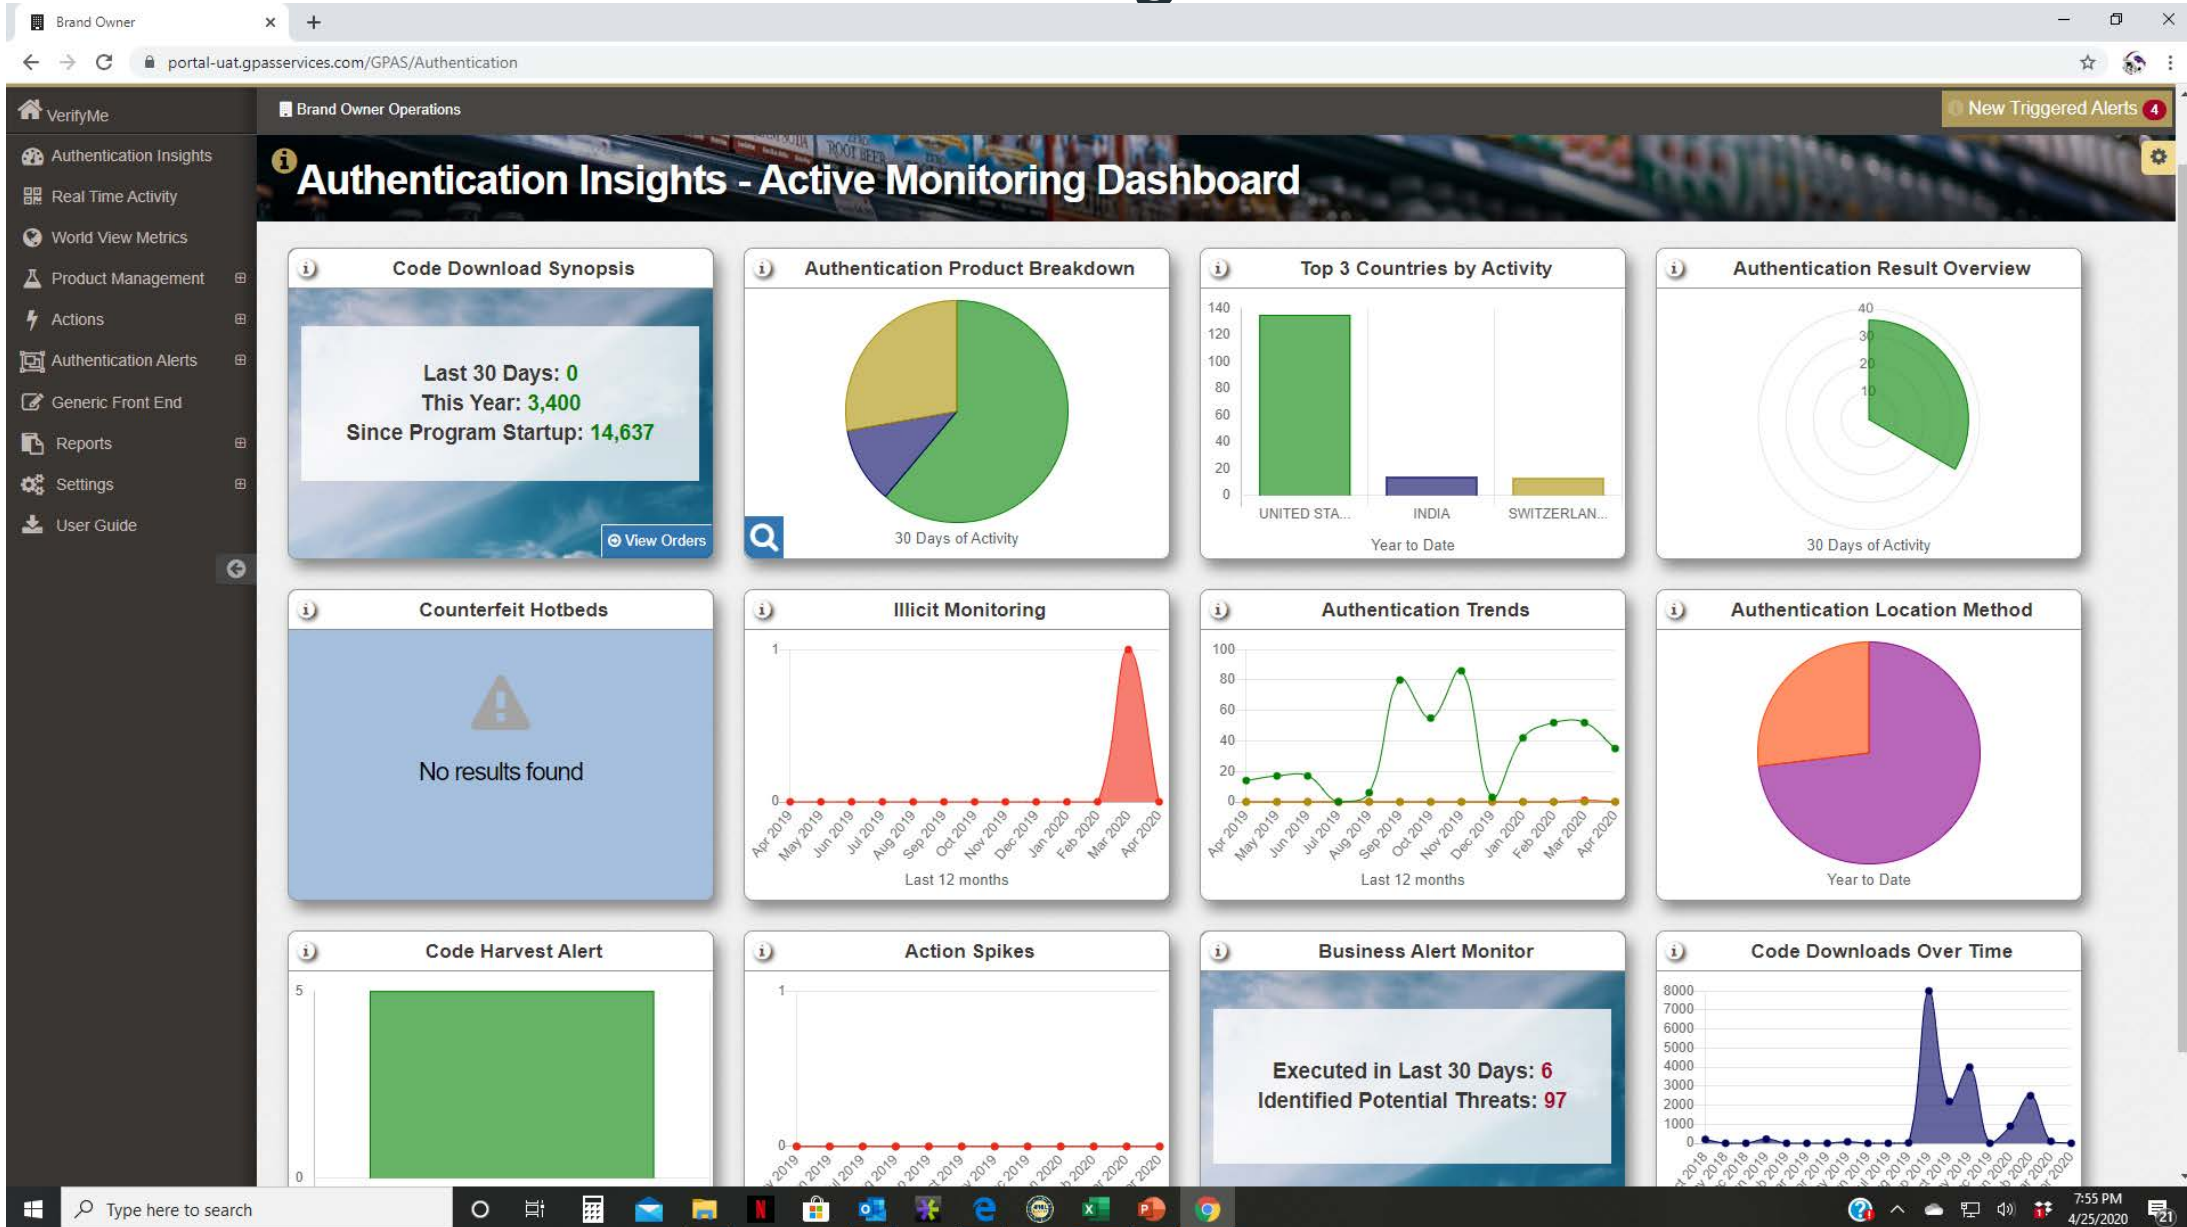 Brand Owner
portal-uat.gpasservices.com/GPAS/Authentication
VerifyMe
Brand Owner Operations
New Triggered Alerts 4
Authentication Insights
Real Time Activity
World View Metrics
Product Management
Actions
Authentication Alerts
Generic Front End
Reports
Settings
User Guide
ROOT BEER
Authentication Insights - Active Monitoring Dashboard
Code Download Synopsis
Last 30 Days: 0
This Year: 3,400
Since Program Startup: 14,637
View Orders
Authentication Product Breakdown
30 Days of Activity
Top 3 Countries by Activity
140
120
100
80
60
40
20
0
UNITED STA...
INDIA
SWITZERLAN...
Year to Date
Authentication Result Overview
40
30
20
10
30 Days of Activity
Counterfeit Hotbeds
No results found
Illicit Monitoring
1
0
Apr 2019
May 2019
Jun 2019
Jul 2019
Aug 2019
Sep 2019
Oct 2019
Nov 2019
Dec 2019
Jan 2020
Feb 2020
Mar 2020
Apr 2020
Last 12 months
Authentication Trends
100
80
60
40
20
0
Apr 2019
May 2019
Jun 2019
Jul 2019
Aug 2019
Sep 2019
Oct 2019
Nov 2019
Dec 2019
Jan 2020
Feb 2020
Mar 2020
Apr 2020
Last 12 months
Authentication Location Method
Year to Date
Code Harvest Alert
5
0
Action Spikes
1
0
Business Alert Monitor
Executed in Last 30 Days: 6
Identified Potential Threats: 97
Code Downloads Over Time
8000
7000
6000
5000
4000
3000
2000
1000
0
Type here to search
7:55 PM
4/25/2020
21